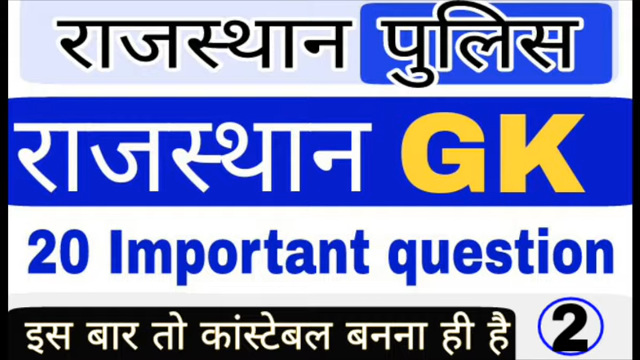 राजस्थान पुलिस
राजस्थान GK
20 Important question
इस बार तो कांस्टेबल बनना ही है 2